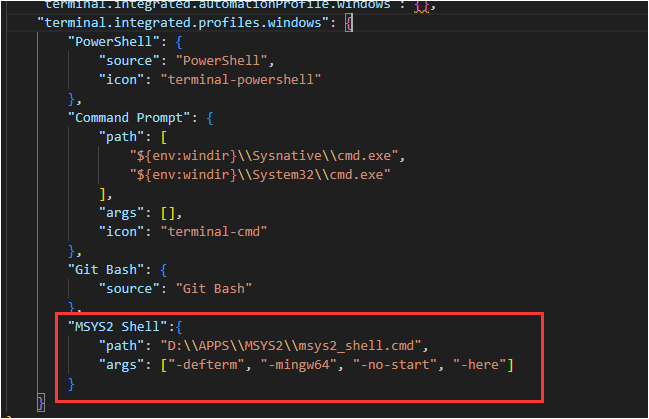 "terminal.integrated.automationProfile.windows": {},
"terminal.integrated.profiles.windows": {
"PowerShell": {
"source": "PowerShell",
"icon": "terminal-powershell"
},
"Command Prompt": {
"path": [
"${env:windir}\\Sysnative\\cmd.exe",
"${env:windir}\\System32\\cmd.exe"
],
"args": [],
"icon": "terminal-cmd"
},
"Git Bash": {
"source": "Git Bash"
},
"MSYS2 Shell":{
"path": "D:\\APPS\\MSYS2\\msys2_shell.cmd",
"args": ["-defterm", "-mingw64", "-no-start", "-here"]
}
}